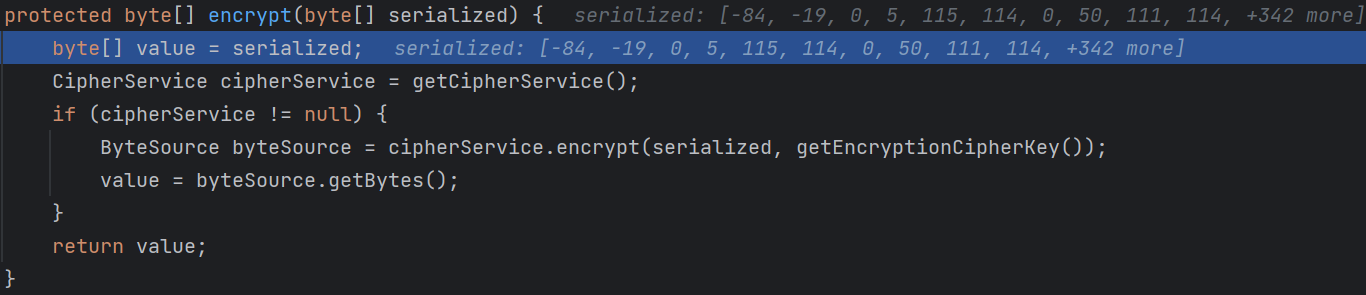 protected byte[] encrypt(byte[] serialized) {   serialized: [-84, -19, 0, 5, 115, 114, 0, 50, 111, 114, +342 more]
    byte[] value = serialized;   serialized: [-84, -19, 0, 5, 115, 114, 0, 50, 111, 114, +342 more]
    CipherService cipherService = getCipherService();
    if (cipherService != null) {
        ByteSource byteSource = cipherService.encrypt(serialized, getEncryptionCipherKey());
        value = byteSource.getBytes();
    }
    return value;
}